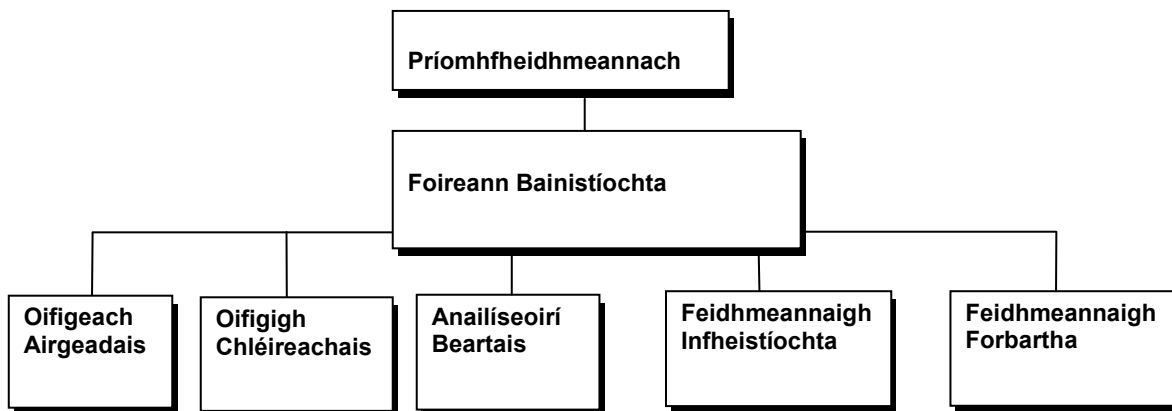 Príomhfheidhmeannach
Foireann Bainistíochta
Oifigeach
Airgeadais
Oifigigh
Chléireachais
Anailíseoirí
Beartais
Feidhmeannaigh
Infheistíochta
Feidhmeannaigh
Forbartha